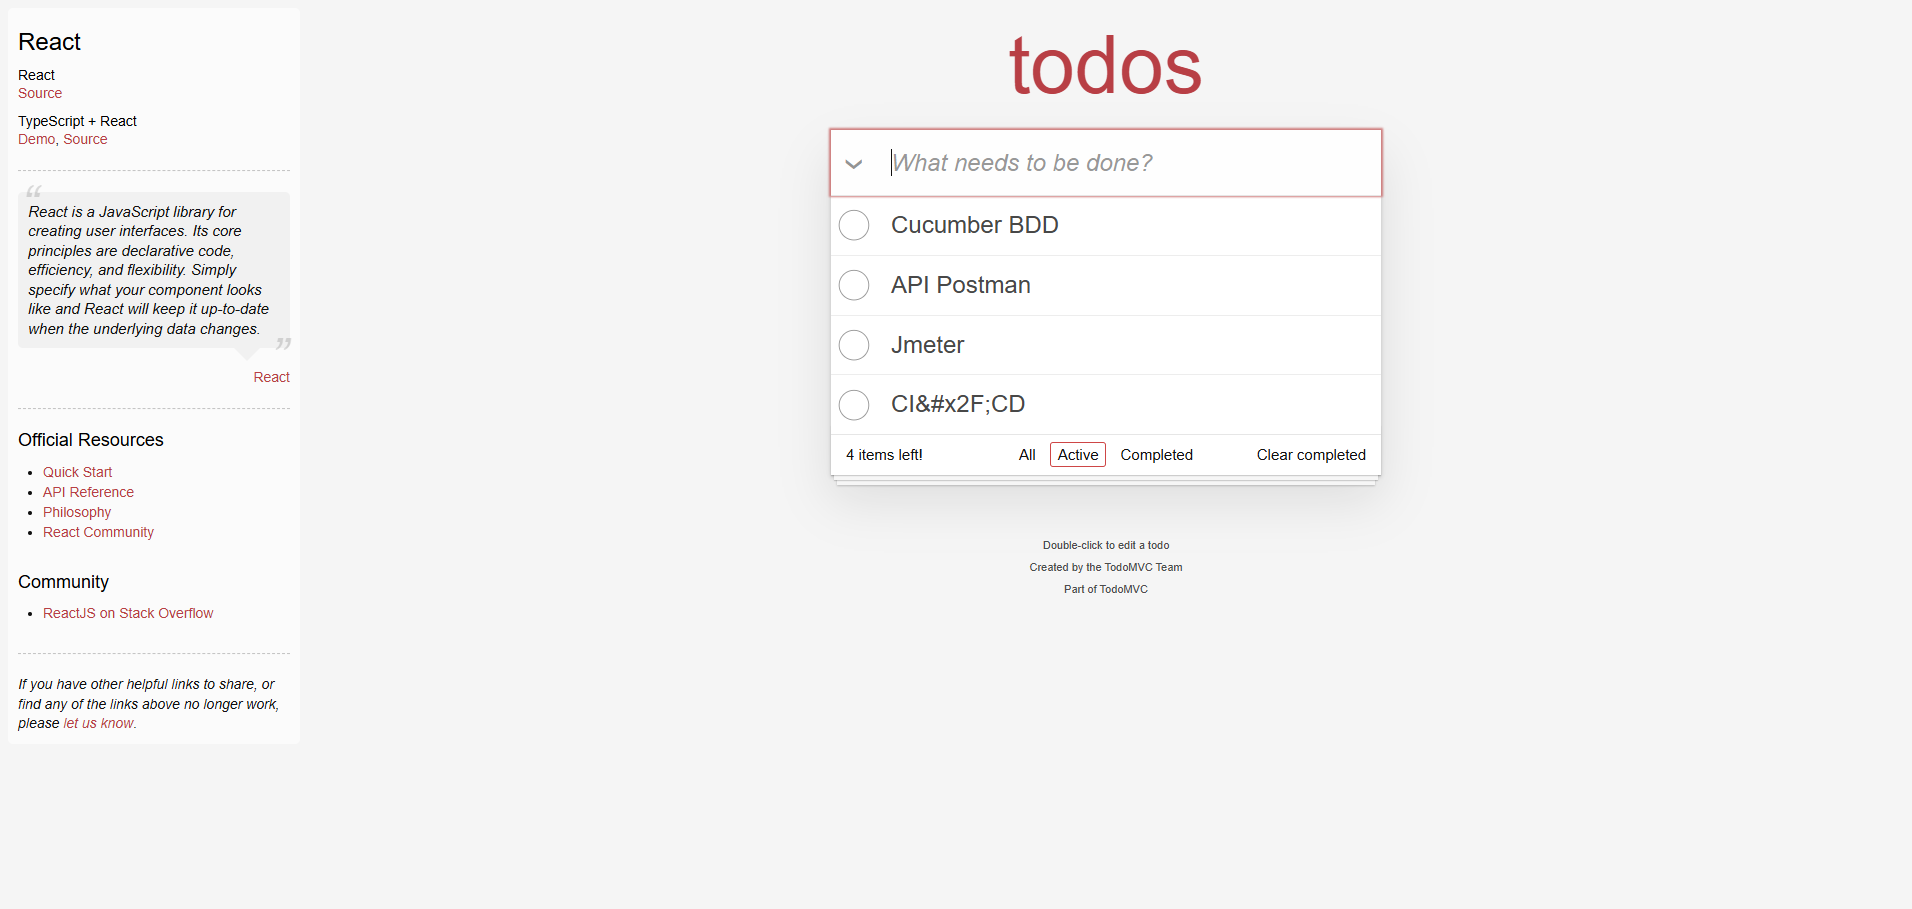 React
React
Source
TypeScript + React
Demo, Source
“
React is a JavaScript library for
creating user interfaces. Its core
principles are declarative code,
efficiency, and flexibility. Simply
specify what your component looks
like and React will keep it up-to-date
when the underlying data changes.
”
React
Official Resources
Quick Start
API Reference
Philosophy
React Community
Community
ReactJS on Stack Overflow
If you have other helpful links to share, or
find any of the links above no longer work,
please let us know.
todos
What needs to be done?
Cucumber BDD
API Postman
Jmeter
CI&#x2F;CD
4 items left! All Active Completed Clear completed
Double-click to edit a todo
Created by the TodoMVC Team
Part of TodoMVC